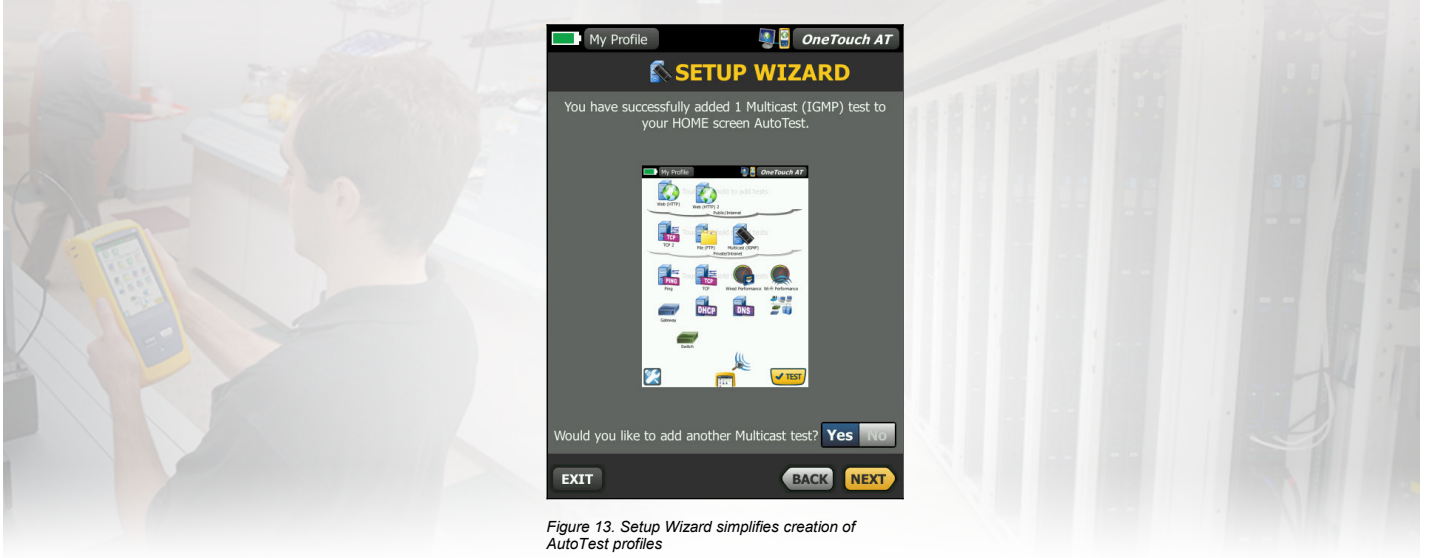 My Profile
OneTouch AT
SETUP WIZARD
You have successfully added 1 Multicast (IGMP) test to
your HOME screen AutoTest.
My Profile
OneTouch AT
Web (HTTP)
Web (HTTP) 2
Public/Internet
TCP
TCP 2
File (FTP)
Multicast (IGMP)
Private/Intranet
PING
TCP
Ping
TCP
Wired Performance
Wi-Fi Performance
DHCP
DNS
Gateway
Switch
TEST
Would you like to add another Multicast test?
Yes
No
EXIT
BACK
NEXT
Figure 13. Setup Wizard simplifies creation of
AutoTest profiles